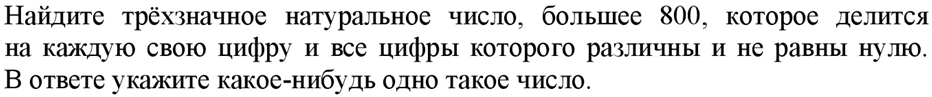 Найдите трёхзначное натуральное число, большее 800, которое делится
на каждую свою цифру и все цифры которого различны и не равны нулю.
В ответе укажите какое-нибудь одно такое число.